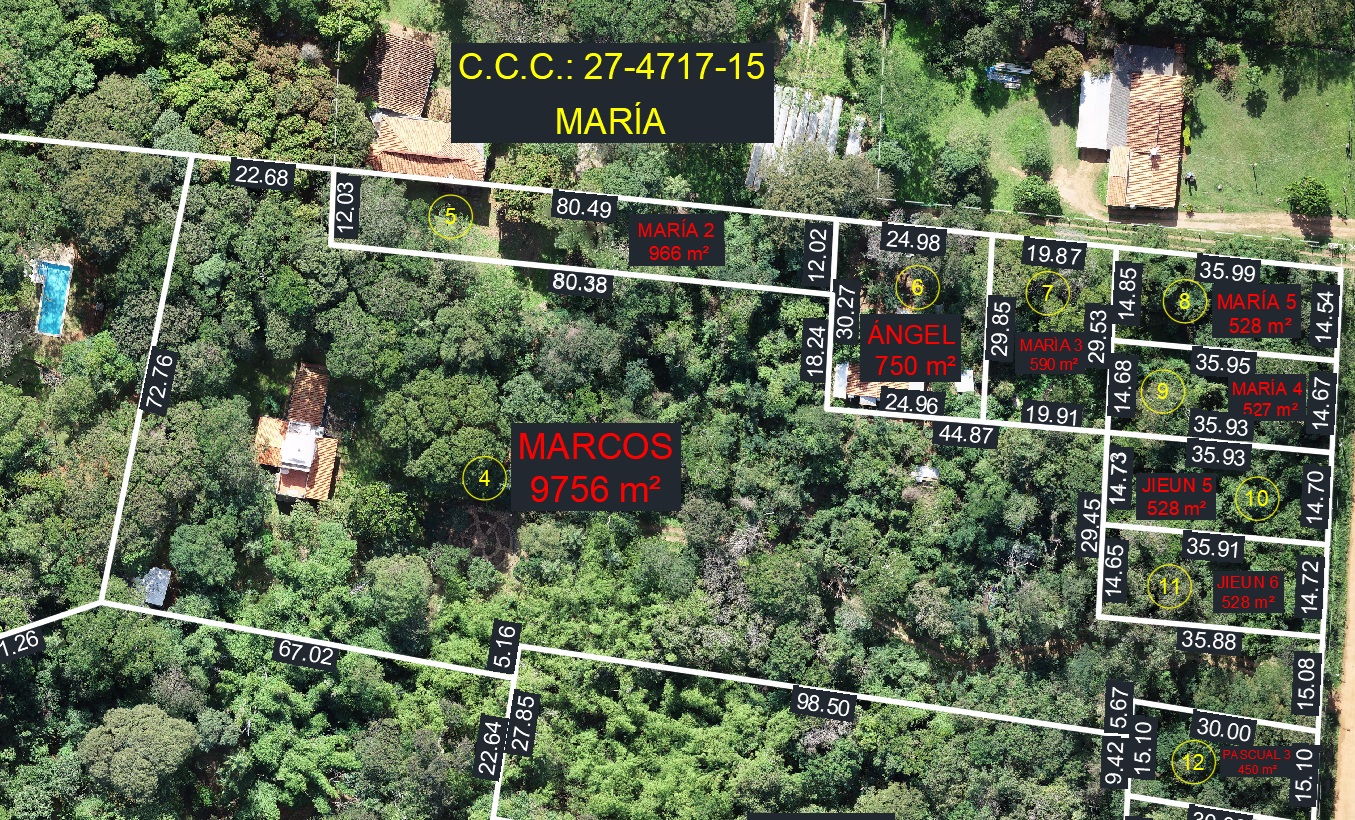 C.C.C.: 27-4717-15
MARÍA
22.68
12.03
5
80.49
MARÍA 2
966 m²
80.38
12.02
24.98
6
30.27
18.24
ÁNGEL
750 m²
24.96
19.87
7
29.85
29.53
MARÍA 3
590 m²
19.91
44.87
35.99
14.85
8
MARÍA 5
528 m²
14.54
35.95
14.68
9
MARÍA 4
527 m²
14.67
35.93
35.93
14.73
JIEUN 5
528 m²
10
14.70
29.45
35.91
14.65
11
JIEUN 6
528 m²
14.72
35.88
15.08
72.76
4
MARCOS
9756 m²
1.26
67.02
5.16
22.64
27.85
98.50
5.67
9.42
15.10
30.00
12
PASCUAL 3
450 m²
15.10